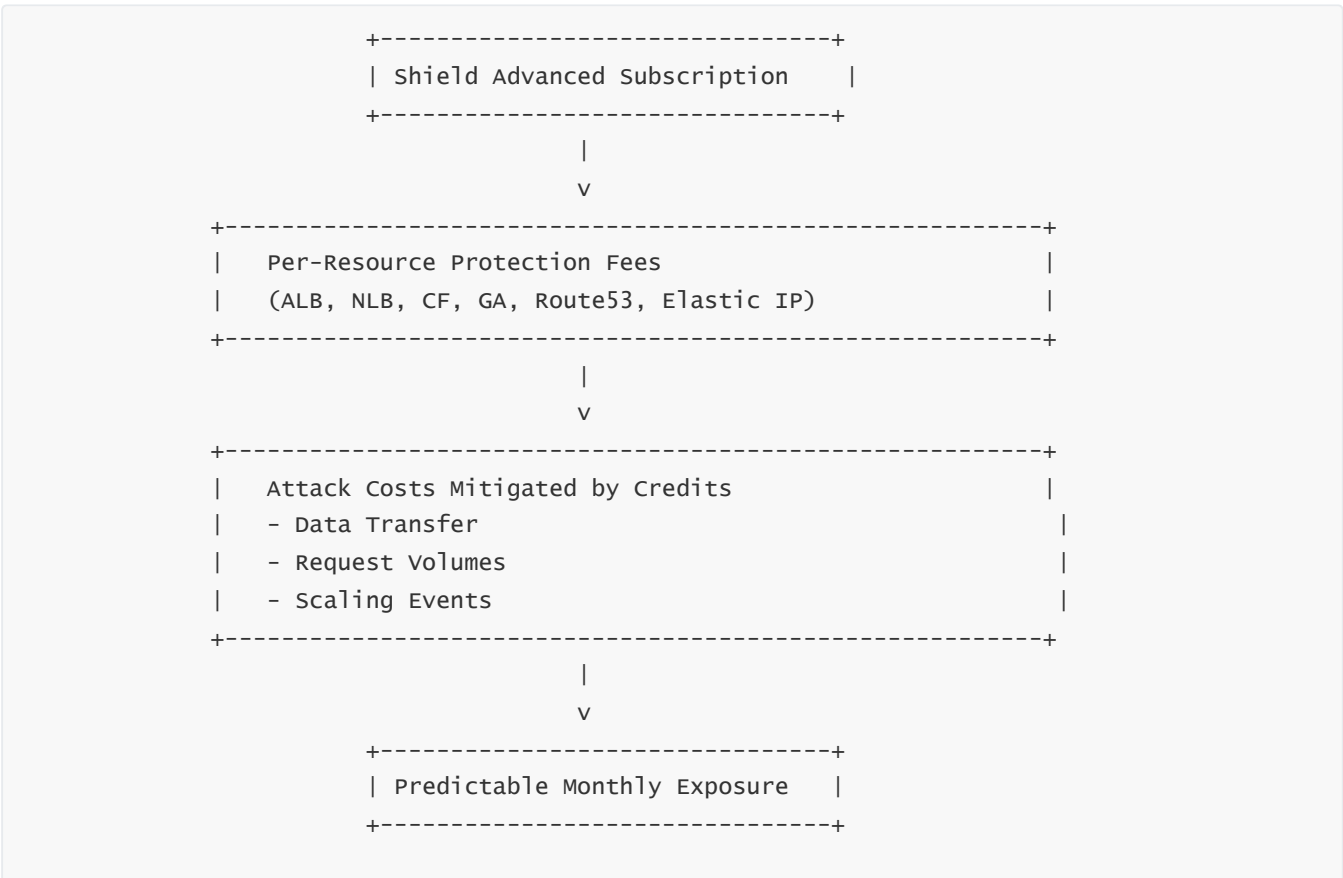 +--------------------------------+
| Shield Advanced Subscription    |
+--------------------------------+
|
v
+----------------------------------------------------------+
|   Per-Resource Protection Fees                           |
|   (ALB, NLB, CF, GA, Route53, Elastic IP)                |
+----------------------------------------------------------+
|
v
+----------------------------------------------------------+
|   Attack Costs Mitigated by Credits                      |
|   - Data Transfer                                         |
|   - Request Volumes                                       |
|   - Scaling Events                                        |
+----------------------------------------------------------+
|
v
+--------------------------------+
| Predictable Monthly Exposure   |
+--------------------------------+